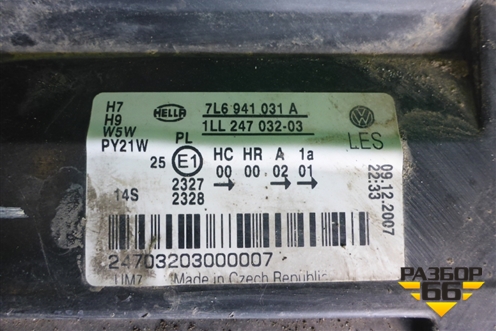 H7
H9
W5W
PY21W
HELLA
7L6 941 031 A
1LL 247 032-03
PL
LES
25 E1
HC HR A 1a
00 00 02 01
2327
2328
14S
09.12.2007
22:33
24703203000007
Made in Czech Republic
РАЗБОР
66